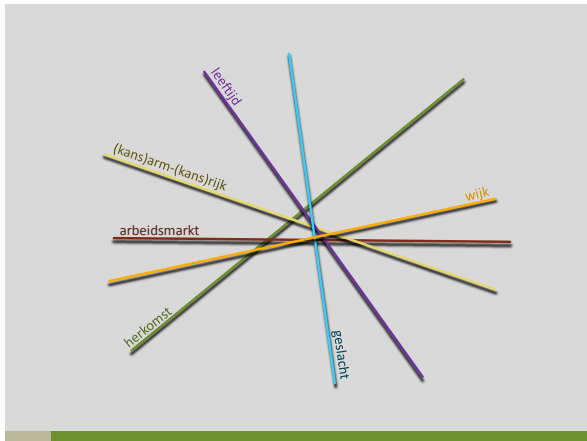 leeftijd
(kans)arm-(kans)rijk
wijk
arbeidsmarkt
herkomst
geslacht